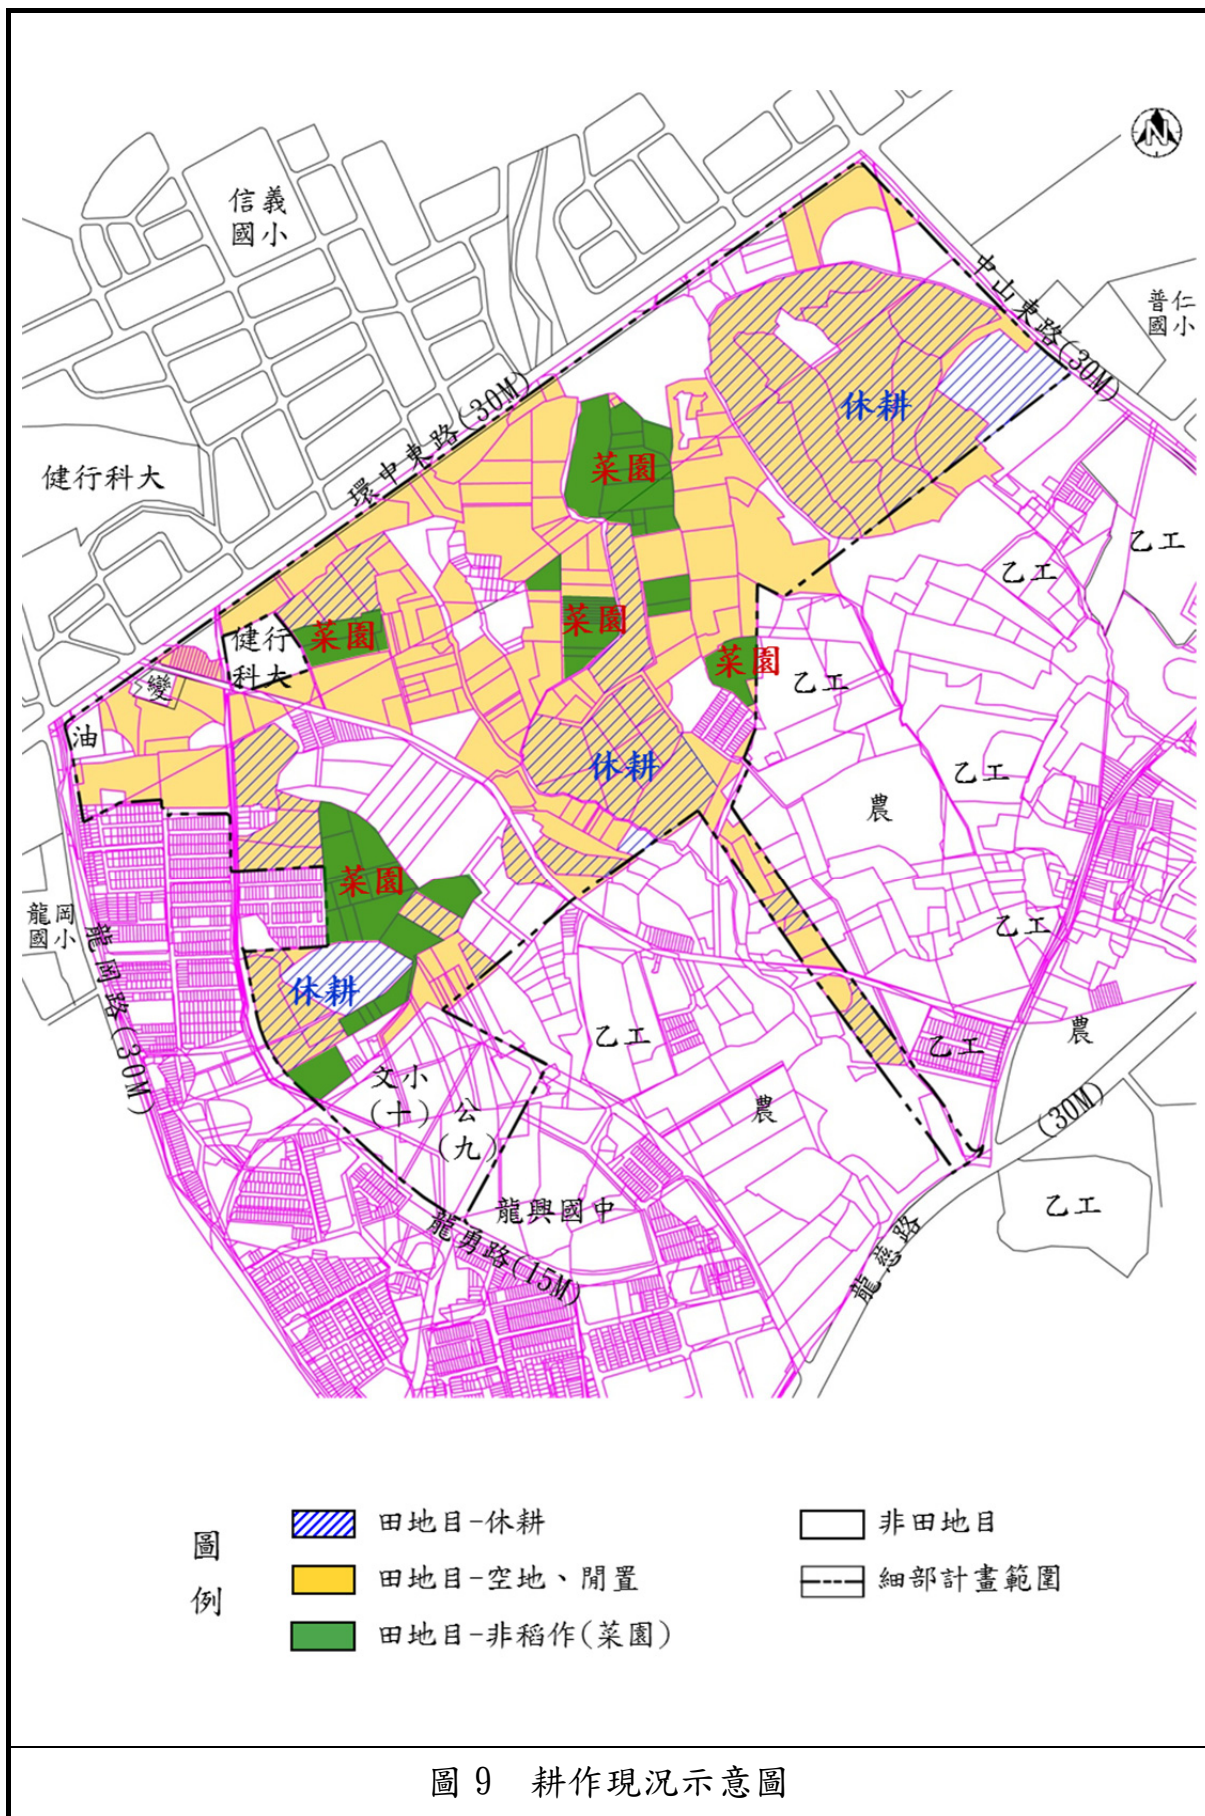 N
信義
國小
中山東路(30M)
普仁
國小
環中東路(30M)
休耕
菜園
健行科大
乙工
乙工
菜園
菜園
健行
科大
菜園
乙工
變
油
休耕
乙工
農
菜園
龍岡
國小
龍岡路(30M)
乙工
休耕
乙工
乙工
農
文小
(十)
公
(九)
農
(30M)
龍興國中
乙工
龍勇路(15M)
龍慈路
圖例
田地目-休耕
田地目-空地、閒置
田地目-非稻作(菜園)
非田地目
細部計畫範圍
圖 9 耕作現況示意圖